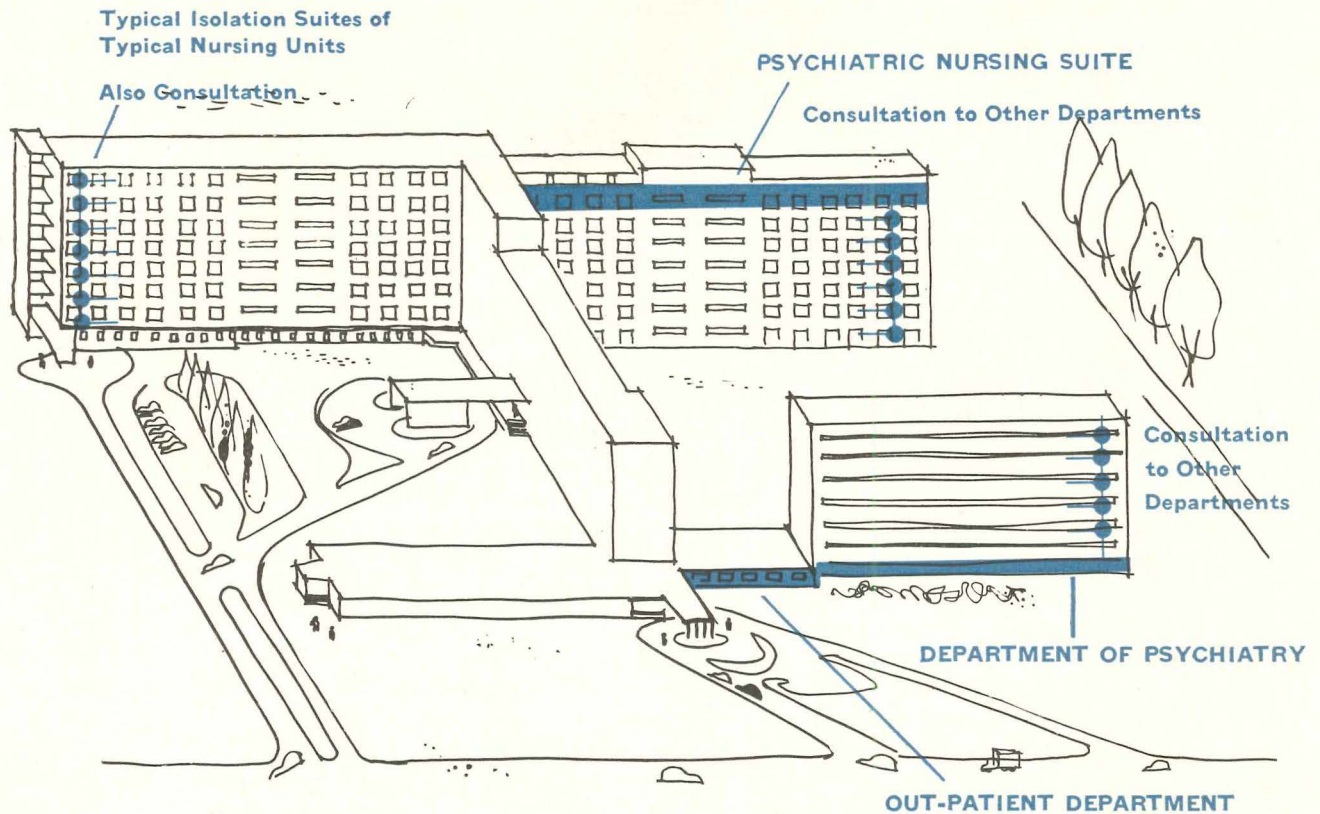 Typical Isolation Suites of
Typical Nursing Units
Also Consultation
PSYCHIATRIC NURSING SUITE
Consultation to Other Departments
Consultation
to Other
Departments
DEPARTMENT OF PSYCHIATRY
OUT-PATIENT DEPARTMENT